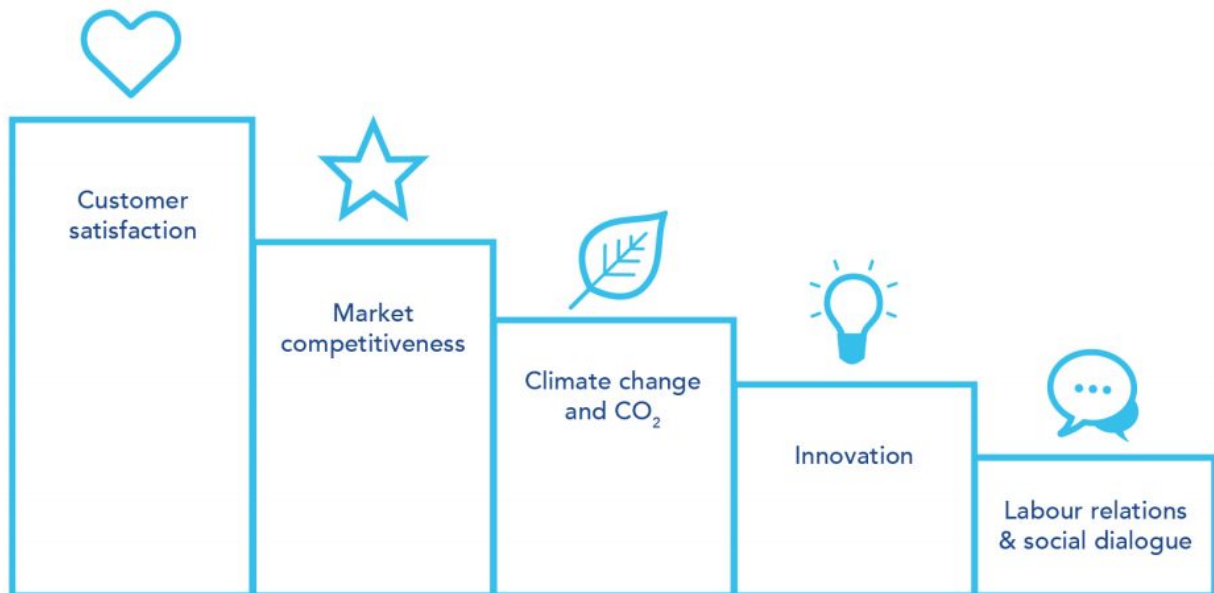 Customer
satisfaction
Market
competitiveness
Climate change
and CO₂
Innovation
Labour relations
& social dialogue